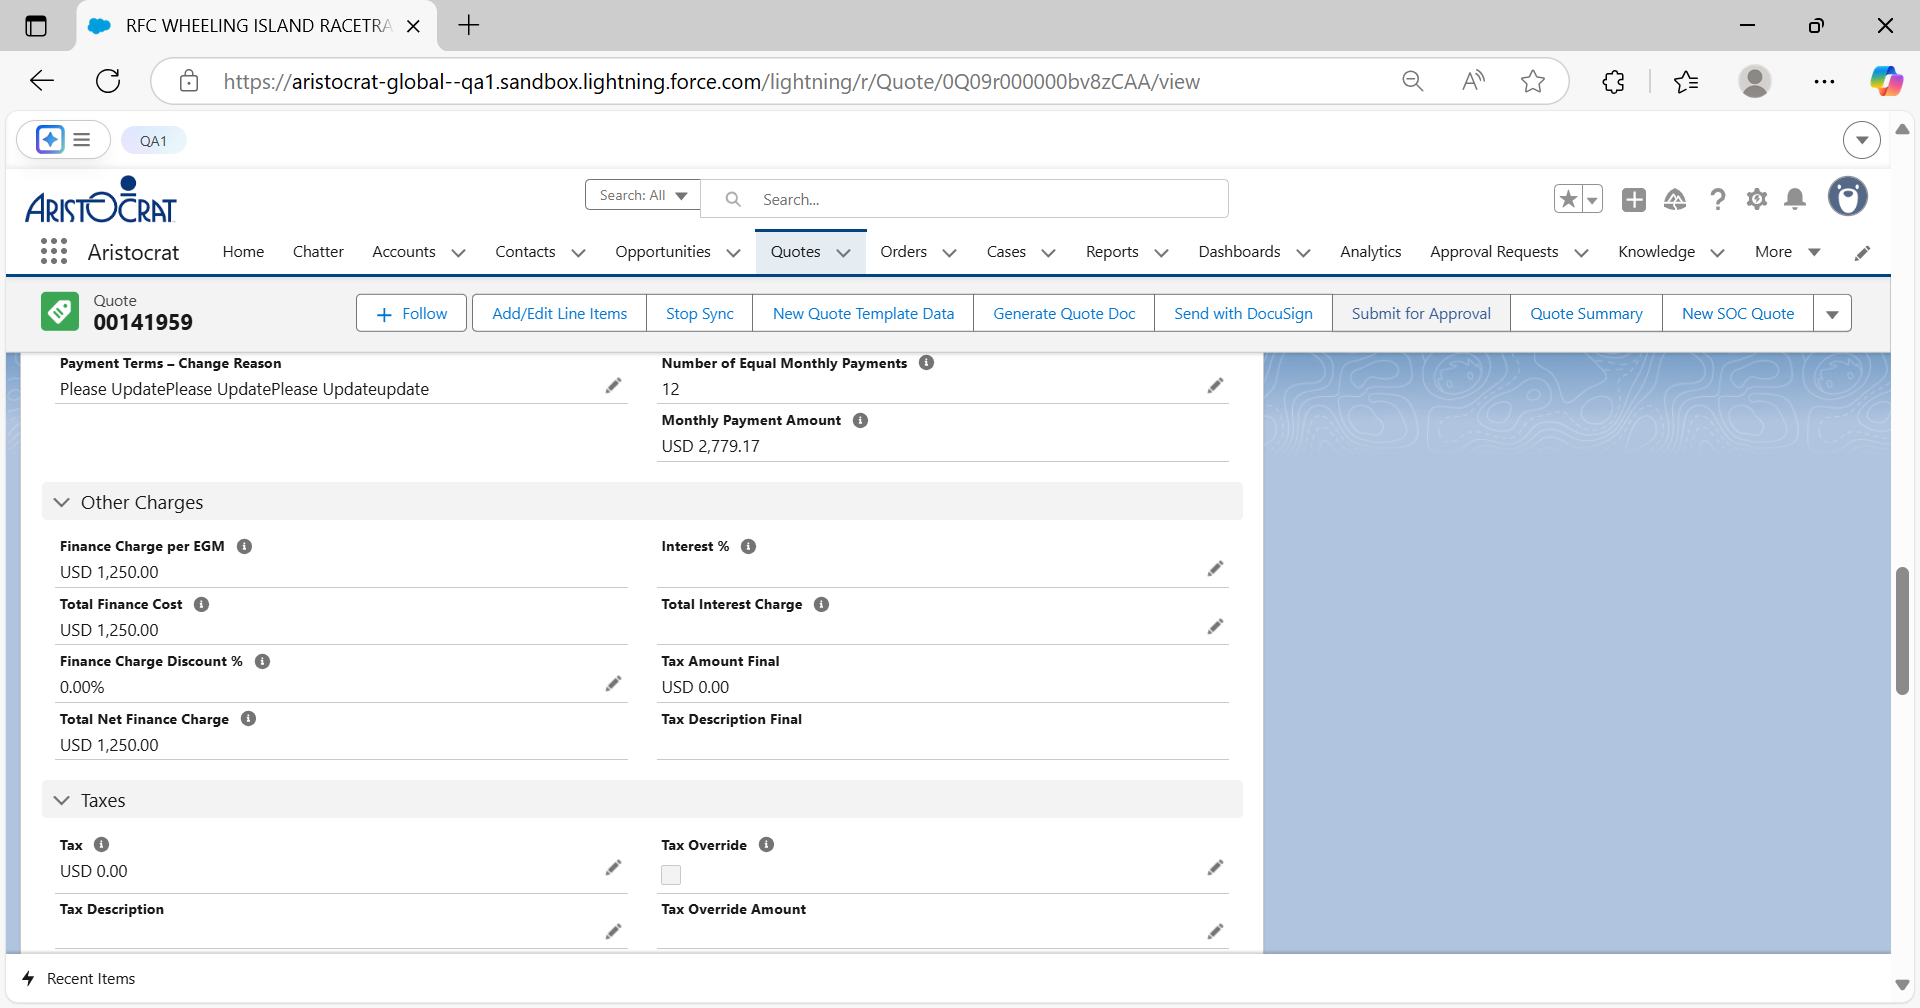 RFC WHEELING ISLAND RACETRA
https://aristocrat-global--qa1.sandbox.lightning.force.com/lightning/r/Quote/0Q09r000000bv8zCAA/view
QA1
ARISTOCRAT
Search: All
Search...
Aristocrat
Home
Chatter
Accounts
Contacts
Opportunities
Quotes
Orders
Cases
Reports
Dashboards
Analytics
Approval Requests
Knowledge
More
Quote
00141959
Follow
Add/Edit Line Items
Stop Sync
New Quote Template Data
Generate Quote Doc
Send with DocuSign
Submit for Approval
Quote Summary
New SOC Quote
Payment Terms – Change Reason
Please UpdatePlease UpdatePlease Updateupdate
Number of Equal Monthly Payments
12
Monthly Payment Amount
USD 2,779.17
Other Charges
Finance Charge per EGM
USD 1,250.00
Interest %
Total Finance Cost
USD 1,250.00
Total Interest Charge
Finance Charge Discount %
0.00%
Tax Amount Final
USD 0.00
Total Net Finance Charge
USD 1,250.00
Tax Description Final
Taxes
Tax
USD 0.00
Tax Override
Tax Description
Tax Override Amount
Recent Items